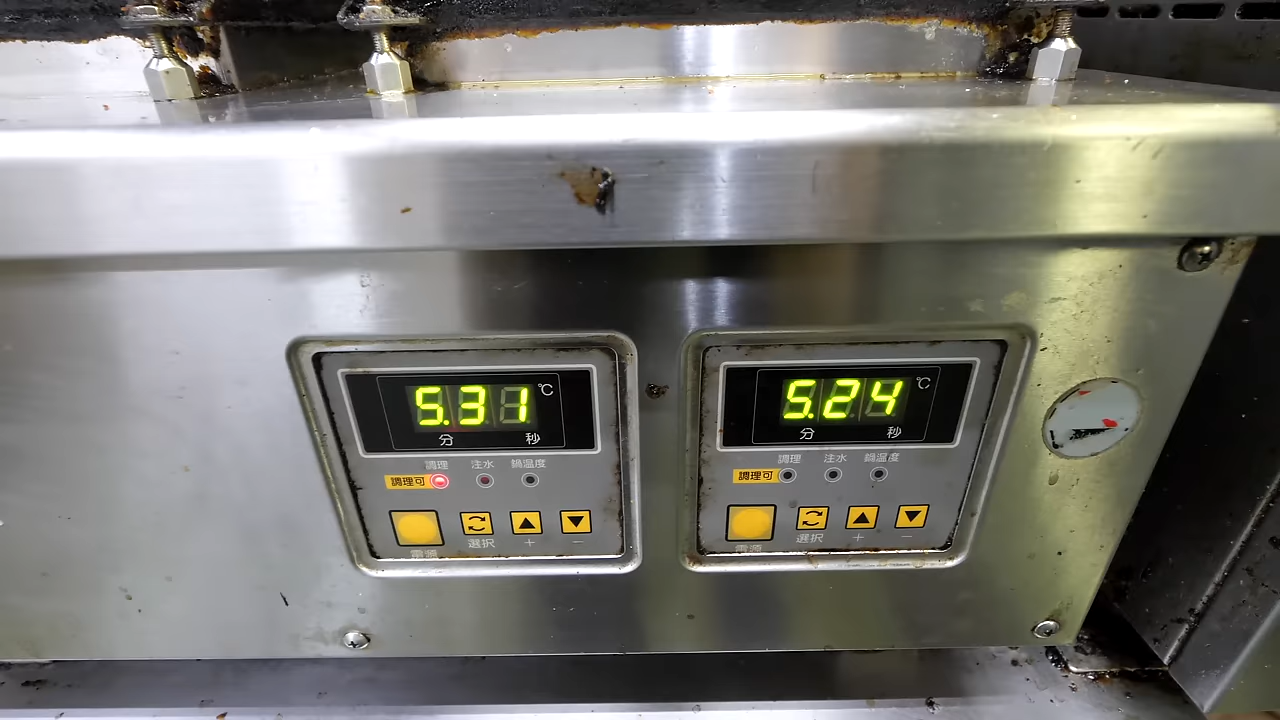 5.31 ℃
分 秒
調理 注水 鍋温度
調理可
選択 + −
電源
5.24 ℃
分 秒
調理 注水 鍋温度
調理可
選択 + −
電源